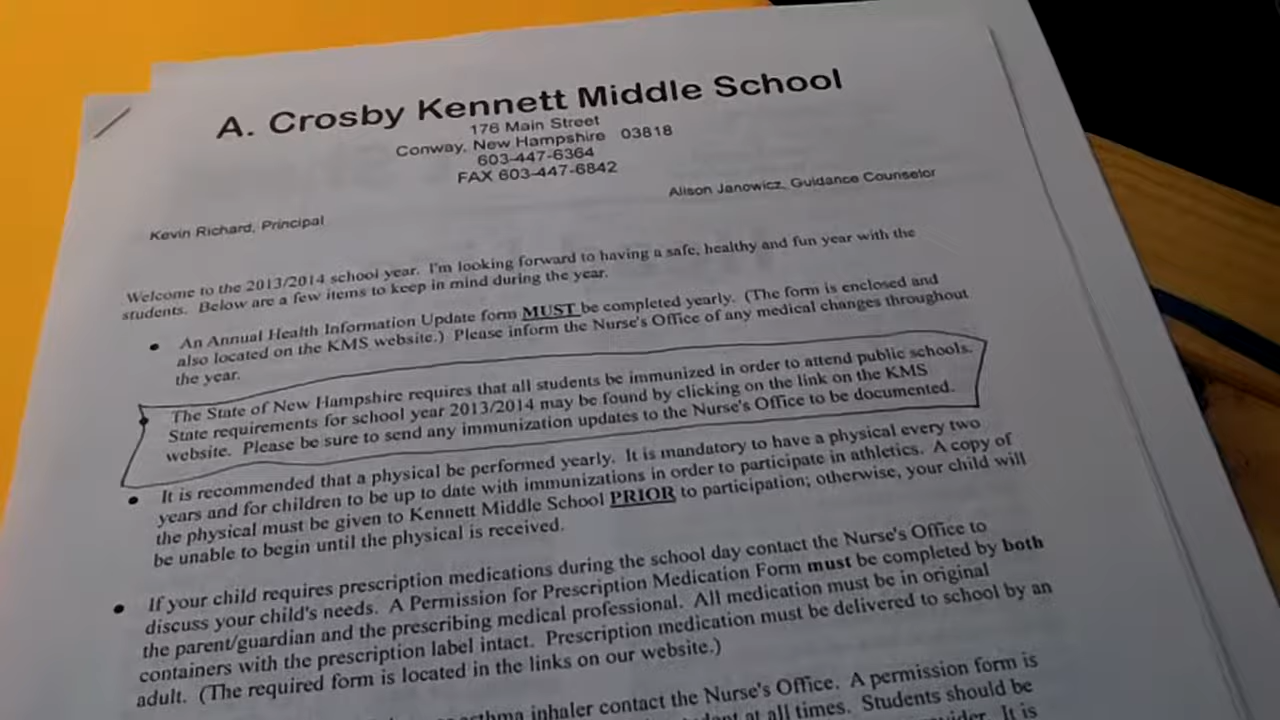 A. Crosby Kennett Middle School
176 Main Street
Conway, New Hampshire 03818
603-447-6364
FAX 603-447-6842
Kevin Richard, Principal
Alison Janowicz, Guidance Counselor
Welcome to the 2013/2014 school year. I'm looking forward to having a safe, healthy and fun year with the
students. Below are a few items to keep in mind during the year.
• An Annual Health Information Update form MUST be completed yearly. (The form is enclosed and
also located on the KMS website.) Please inform the Nurse's Office of any medical changes throughout
the year.
• The State of New Hampshire requires that all students be immunized in order to attend public schools.
State requirements for school year 2013/2014 may be found by clicking on the link on the KMS
website. Please be sure to send any immunization updates to the Nurse's Office to be documented.
• It is recommended that a physical be performed yearly. It is mandatory to have a physical every two
years and for children to be up to date with immunizations in order to participate in athletics. A copy of
the physical must be given to Kennett Middle School PRIOR to participation; otherwise, your child will
be unable to begin until the physical is received.
• If your child requires prescription medications during the school day contact the Nurse's Office to
discuss your child's needs. A Permission for Prescription Medication Form must be completed by both
the parent/guardian and the prescribing medical professional. All medication must be in original
containers with the prescription label intact. Prescription medication must be delivered to school by an
adult. (The required form is located in the links on our website.)
inhaler contact the Nurse's Office. A permission form is
at all times. Students should be
It is